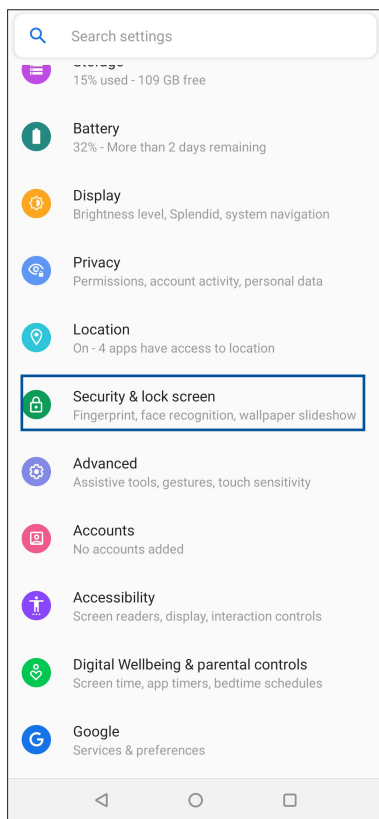 Search settings
15% used - 109 GB free
Battery
32% - More than 2 days remaining
Display
Brightness level, Splendid, system navigation
Privacy
Permissions, account activity, personal data
Location
On - 4 apps have access to location
Security & lock screen
Fingerprint, face recognition, wallpaper slideshow
Advanced
Assistive tools, gestures, touch sensitivity
Accounts
No accounts added
Accessibility
Screen readers, display, interaction controls
Digital Wellbeing & parental controls
Screen time, app timers, bedtime schedules
Google
Services & preferences